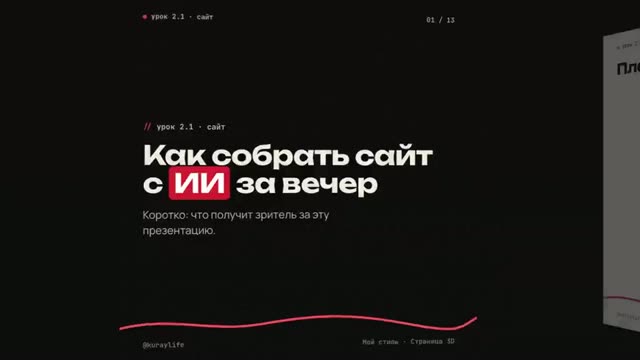 урок 2.1 · сайт
01 / 13
// урок 2.1 · сайт
Как собрать сайт
с ИИ за вечер
Коротко: что получит зритель за эту
презентацию.
@kuraylife
Мой стиль · Страница 3D